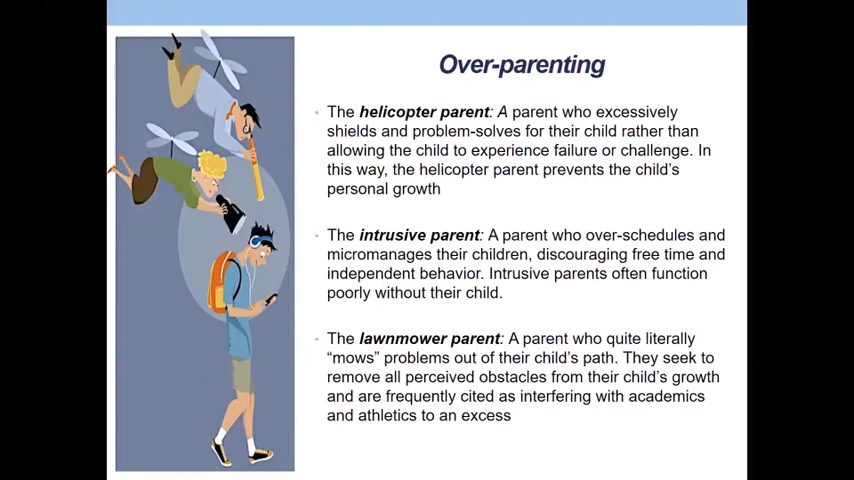 Over-parenting
• The helicopter parent: A parent who excessively
shields and problem-solves for their child rather than
allowing the child to experience failure or challenge. In
this way, the helicopter parent prevents the child's
personal growth
• The intrusive parent: A parent who over-schedules and
micromanages their children, discouraging free time and
independent behavior. Intrusive parents often function
poorly without their child.
• The lawnmower parent: A parent who quite literally
“mows” problems out of their child's path. They seek to
remove all perceived obstacles from their child's growth
and are frequently cited as interfering with academics
and athletics to an excess